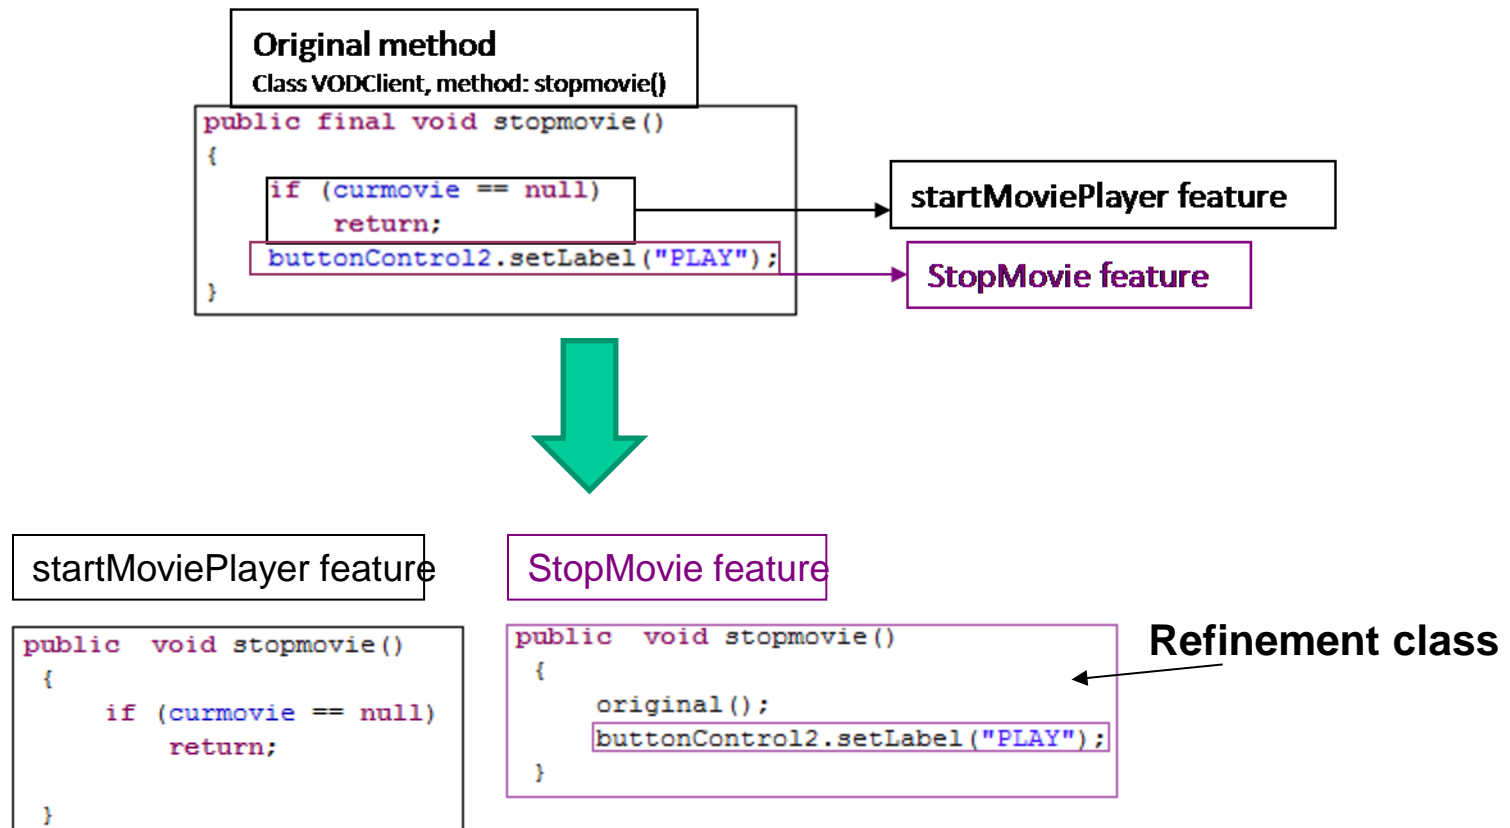 Original method
Class VODClient, method: stopmovie()
public final void stopmovie()
{
if (curmovie == null)
return;
buttonControl2.setLabel("PLAY");
}
startMoviePlayer feature
StopMovie feature
startMoviePlayer feature
public  void stopmovie()
{
if (curmovie == null)
return;
}
StopMovie feature
public  void stopmovie()
{
original();
buttonControl2.setLabel("PLAY");
}
Refinement class